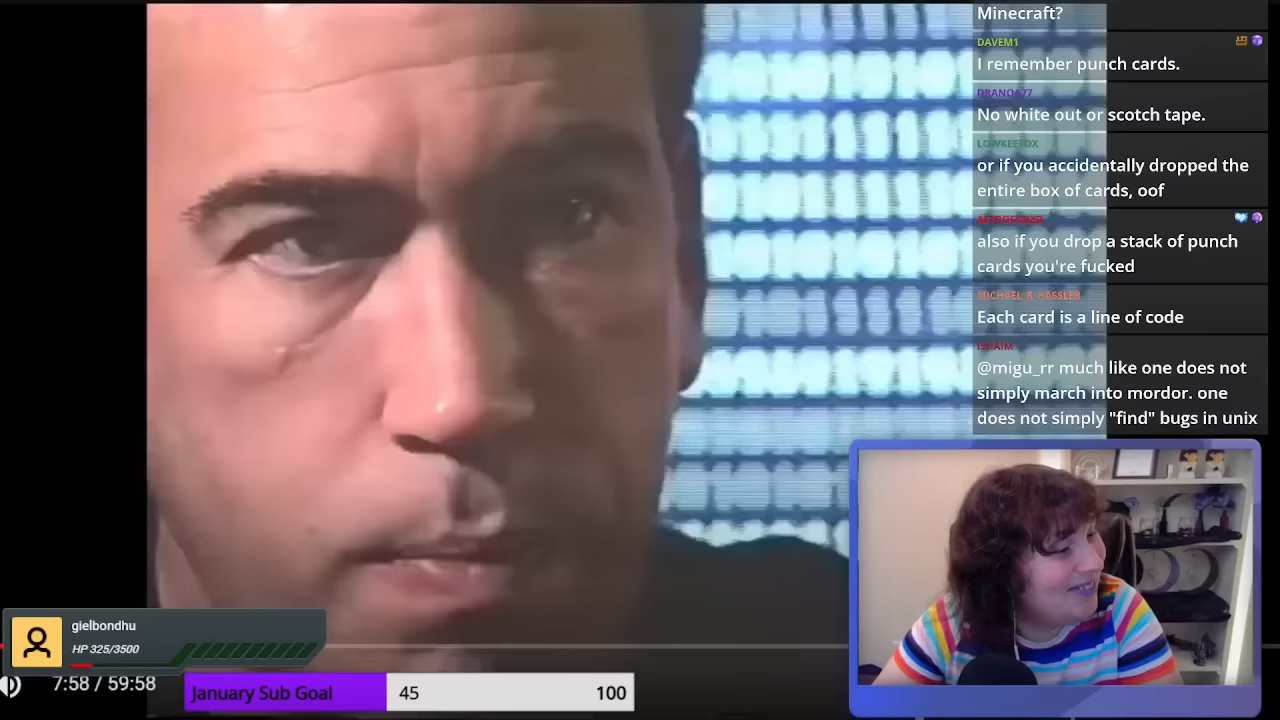 Minecraft?
DAVEM1
I remember punch cards.
DRANOA77
No white out or scotch tape.
LOWKEEFOX
or if you accidentally dropped the
entire box of cards, oof
also if you drop a stack of punch
cards you're fucked
MICHAEL_R_HASSLER
Each card is a line of code
@migu_rr much like one does not
simply march into mordor. one
does not simply "find" bugs in unix
gielbondhu
HP 325/3500
7:58 / 59:58
January Sub Goal
45
100